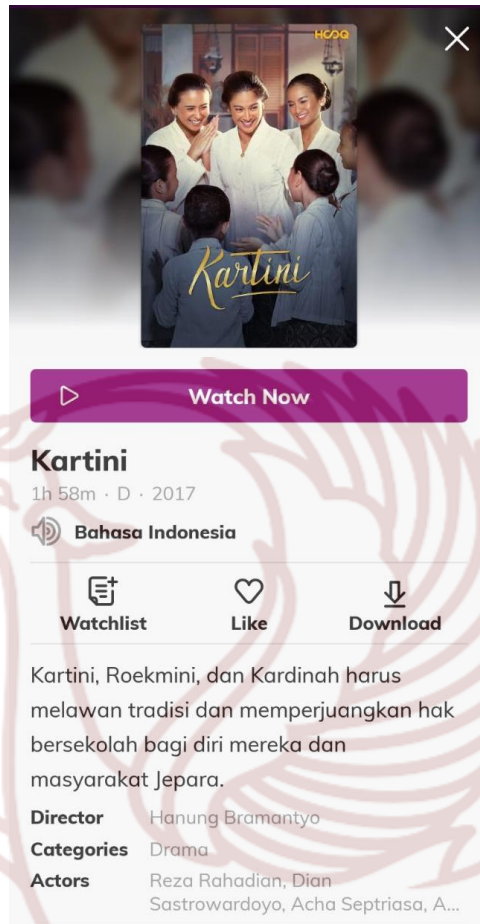 HOOQ
Kartini
Watch Now
Kartini
1h 58m · D · 2017
Bahasa Indonesia
Watchlist Like Download
Kartini, Roekmini, dan Kardinah harus
melawan tradisi dan memperjuangkan hak
bersekolah bagi diri mereka dan
masyarakat Jepara.
Director Hanung Bramantyo
Categories Drama
Actors Reza Rahadian, Dian
Sastrowardoyo, Acha Septriasa, A...